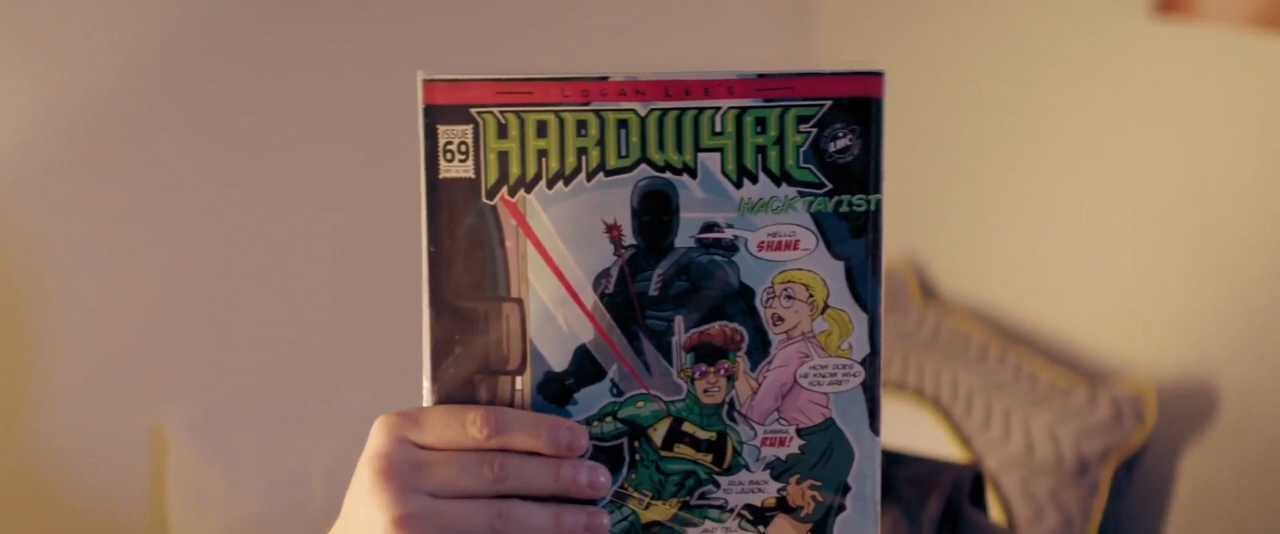 LOGAN LEE'S
HARDW4RE
ISSUE
69
LHC
HACKTAVIST
HELLO,
SHANE...
HOW DOES
HE KNOW WHO
YOU ARE?
RUN!
RUN BACK
TO LEGION...